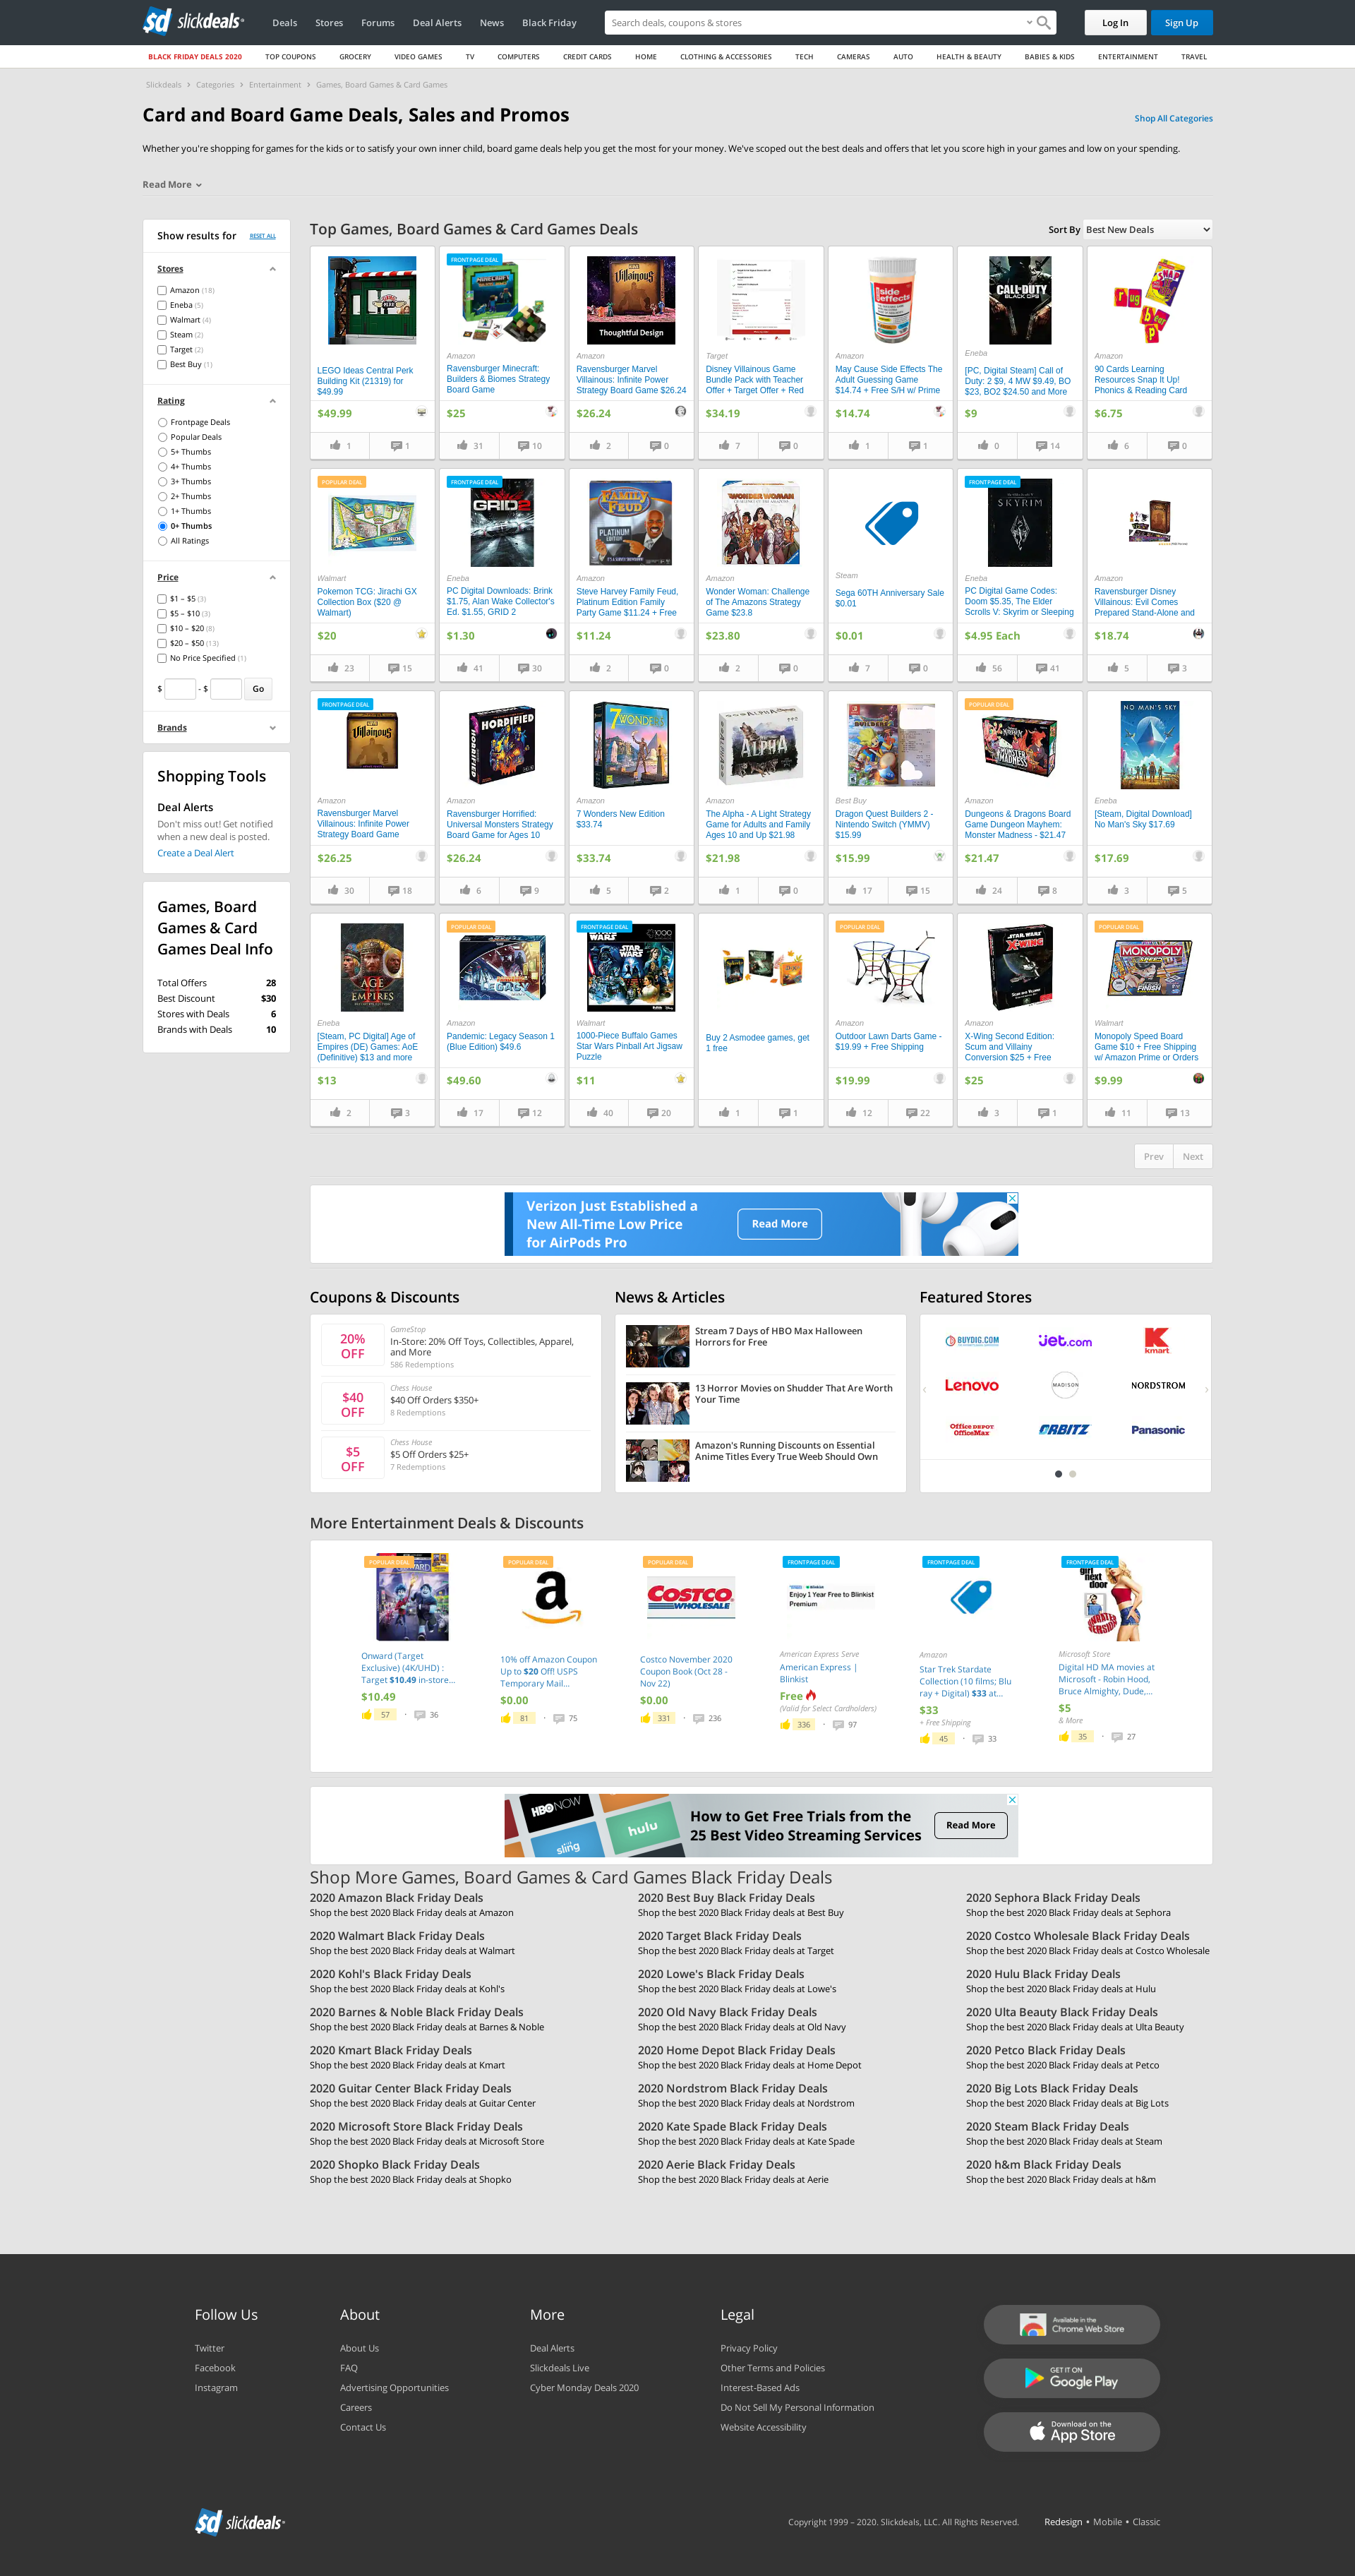 slickdeals
Deals
Stores
Forums
Deal Alerts
News
Black Friday
Search deals, coupons & stores
Log In
Sign Up
BLACK FRIDAY DEALS 2020
TOP COUPONS
GROCERY
VIDEO GAMES
TV
COMPUTERS
CREDIT CARDS
HOME
CLOTHING & ACCESSORIES
TECH
CAMERAS
AUTO
HEALTH & BEAUTY
BABIES & KIDS
ENTERTAINMENT
TRAVEL
Slickdeals › Categories › Entertainment › Games, Board Games & Card Games
Card and Board Game Deals, Sales and Promos
Shop All Categories
Whether you're shopping for games for the kids or to satisfy your own inner child, board game deals help you get the most for your money. We've scoped out the best deals and offers that let you score high in your games and low on your spending.
Read More
Show results for
RESET ALL
Stores
Amazon (18)
Eneba (5)
Walmart (4)
Steam (2)
Target (2)
Best Buy (1)
Rating
Frontpage Deals
Popular Deals
5+ Thumbs
4+ Thumbs
3+ Thumbs
2+ Thumbs
1+ Thumbs
0+ Thumbs
All Ratings
Price
$1 – $5 (3)
$5 – $10 (3)
$10 – $20 (8)
$20 – $50 (13)
No Price Specified (1)
$ - $ Go
Brands
Shopping Tools
Deal Alerts
Don't miss out! Get notified
when a new deal is posted.
Create a Deal Alert
Games, Board
Games & Card
Games Deal Info
Total Offers 28
Best Discount $30
Stores with Deals 6
Brands with Deals 10
Top Games, Board Games & Card Games Deals
Sort By Best New Deals
LEGO Ideas Central Perk
Building Kit (21319) for
$49.99
$49.99
1 1
FRONTPAGE DEAL
Amazon
Ravensburger Minecraft:
Builders & Biomes Strategy
Board Game
$25
31 10
Villainous
Thoughtful Design
Amazon
Ravensburger Marvel
Villainous: Infinite Power
Strategy Board Game $26.24
$26.24
2 0
Target
Disney Villainous Game
Bundle Pack with Teacher
Offer + Target Offer + Red
$34.19
7 0
side effects
Amazon
May Cause Side Effects The
Adult Guessing Game
$14.74 + Free S/H w/ Prime
$14.74
1 1
CALL OF DUTY
BLACK OPS
Eneba
[PC, Digital Steam] Call of
Duty: 2 $9, 4 MW $9.49, BO
$23, BO2 $24.50 and More
$9
0 14
Amazon
90 Cards Learning
Resources Snap It Up!
Phonics & Reading Card
$6.75
6 0
POPULAR DEAL
Walmart
Pokemon TCG: Jirachi GX
Collection Box ($20 @
Walmart)
$20
23 15
FRONTPAGE DEAL
GRID 2
Eneba
PC Digital Downloads: Brink
$1.75, Alan Wake Collector's
Ed. $1.55, GRID 2
$1.30
41 30
FAMILY FEUD
PLATINUM EDITION
Amazon
Steve Harvey Family Feud,
Platinum Edition Family
Party Game $11.24 + Free
$11.24
2 0
WONDER WOMAN
Amazon
Wonder Woman: Challenge
of The Amazons Strategy
Game $23.80
$23.80
2 0
Steam
Sega 60TH Anniversary Sale
$0.01
$0.01
7 0
FRONTPAGE DEAL
SKYRIM
Eneba
PC Digital Game Codes:
Doom $5.35, The Elder
Scrolls V: Skyrim or Sleeping
$4.95 Each
56 41
Amazon
Ravensburger Disney
Villainous: Evil Comes
Prepared Stand-Alone and
$18.74
5 3
FRONTPAGE DEAL
Villainous
Amazon
Ravensburger Marvel
Villainous: Infinite Power
Strategy Board Game
$26.25
30 18
HORRIFIED
Amazon
Ravensburger Horrified:
Universal Monsters Strategy
Board Game for Ages 10
$26.24
6 9
7 WONDERS
Amazon
7 Wonders New Edition
$33.74
$33.74
5 2
ALPHA
Amazon
The Alpha - A Light Strategy
Game for Adults and Family
Ages 10 and Up $21.98
$21.98
1 0
BUILDERS
Best Buy
Dragon Quest Builders 2 -
Nintendo Switch (YMMV)
$15.99
$15.99
17 15
POPULAR DEAL
MONSTER MADNESS
Amazon
Dungeons & Dragons Board
Game Dungeon Mayhem:
Monster Madness - $21.47
$21.47
24 8
NO MAN'S SKY
Eneba
[Steam, Digital Download]
No Man's Sky $17.69
$17.69
3 5
AGE EMPIRES
Eneba
[Steam, PC Digital] Age of
Empires (DE) Games: AoE
(Definitive) $13 and more
$13
2 3
POPULAR DEAL
LEGACY
Amazon
Pandemic: Legacy Season 1
(Blue Edition) $49.6
$49.60
17 12
FRONTPAGE DEAL
STAR WARS
1000
Walmart
1000-Piece Buffalo Games
Star Wars Pinball Art Jigsaw
Puzzle
$11
40 20
Buy 2 Asmodee games, get
1 free
1 1
POPULAR DEAL
Amazon
Outdoor Lawn Darts Game -
$19.99 + Free Shipping
$19.99
12 22
STAR WARS
X-WING
Amazon
X-Wing Second Edition:
Scum and Villainy
Conversion $25 + Free
$25
3 1
POPULAR DEAL
MONOPOLY
SPEED
Walmart
Monopoly Speed Board
Game $10 + Free Shipping
w/ Amazon Prime or Orders
$9.99
11 13
Prev
Next
Verizon Just Established a
New All-Time Low Price
for AirPods Pro
Read More
Coupons & Discounts
20%
OFF
GameStop
In-Store: 20% Off Toys, Collectibles, Apparel,
and More
586 Redemptions
$40
OFF
Chess House
$40 Off Orders $350+
8 Redemptions
$5
OFF
Chess House
$5 Off Orders $25+
7 Redemptions
News & Articles
Stream 7 Days of HBO Max Halloween
Horrors for Free
13 Horror Movies on Shudder That Are Worth
Your Time
Amazon's Running Discounts on Essential
Anime Titles Every True Weeb Should Own
Featured Stores
BUYDIG.COM
jet.com
kmart
Lenovo
MADISON
NORDSTROM
Office DEPOT
OfficeMax
ORBITZ
Panasonic
More Entertainment Deals & Discounts
POPULAR DEAL
Onward (Target
Exclusive) (4K/UHD) :
Target $10.49 in-store...
$10.49
57 · 36
POPULAR DEAL
a
10% off Amazon Coupon
Up to $20 Off! USPS
Temporary Mail...
$0.00
81 · 75
POPULAR DEAL
COSTCO
WHOLESALE
Costco November 2020
Coupon Book (Oct 28 -
Nov 22)
$0.00
331 · 236
FRONTPAGE DEAL
Enjoy 1 Year Free to Blinkist
Premium
American Express Serve
American Express |
Blinkist
Free
(Valid for Select Cardholders)
336 · 97
FRONTPAGE DEAL
Amazon
Star Trek Stardate
Collection (10 films; Blu
ray + Digital) $33 at...
$33
+ Free Shipping
45 · 33
FRONTPAGE DEAL
girl next door
UNRATED VERSION
Microsoft Store
Digital HD MA movies at
Microsoft - Robin Hood,
Bruce Almighty, Dude,...
$5
& More
35 · 27
HBO NOW
hulu
sling
How to Get Free Trials from the
25 Best Video Streaming Services
Read More
Shop More Games, Board Games & Card Games Black Friday Deals
2020 Amazon Black Friday Deals
Shop the best 2020 Black Friday deals at Amazon
2020 Best Buy Black Friday Deals
Shop the best 2020 Black Friday deals at Best Buy
2020 Sephora Black Friday Deals
Shop the best 2020 Black Friday deals at Sephora
2020 Walmart Black Friday Deals
Shop the best 2020 Black Friday deals at Walmart
2020 Target Black Friday Deals
Shop the best 2020 Black Friday deals at Target
2020 Costco Wholesale Black Friday Deals
Shop the best 2020 Black Friday deals at Costco Wholesale
2020 Kohl's Black Friday Deals
Shop the best 2020 Black Friday deals at Kohl's
2020 Lowe's Black Friday Deals
Shop the best 2020 Black Friday deals at Lowe's
2020 Hulu Black Friday Deals
Shop the best 2020 Black Friday deals at Hulu
2020 Barnes & Noble Black Friday Deals
Shop the best 2020 Black Friday deals at Barnes & Noble
2020 Old Navy Black Friday Deals
Shop the best 2020 Black Friday deals at Old Navy
2020 Ulta Beauty Black Friday Deals
Shop the best 2020 Black Friday deals at Ulta Beauty
2020 Kmart Black Friday Deals
Shop the best 2020 Black Friday deals at Kmart
2020 Home Depot Black Friday Deals
Shop the best 2020 Black Friday deals at Home Depot
2020 Petco Black Friday Deals
Shop the best 2020 Black Friday deals at Petco
2020 Guitar Center Black Friday Deals
Shop the best 2020 Black Friday deals at Guitar Center
2020 Nordstrom Black Friday Deals
Shop the best 2020 Black Friday deals at Nordstrom
2020 Big Lots Black Friday Deals
Shop the best 2020 Black Friday deals at Big Lots
2020 Microsoft Store Black Friday Deals
Shop the best 2020 Black Friday deals at Microsoft Store
2020 Kate Spade Black Friday Deals
Shop the best 2020 Black Friday deals at Kate Spade
2020 Steam Black Friday Deals
Shop the best 2020 Black Friday deals at Steam
2020 Shopko Black Friday Deals
Shop the best 2020 Black Friday deals at Shopko
2020 Aerie Black Friday Deals
Shop the best 2020 Black Friday deals at Aerie
2020 h&m Black Friday Deals
Shop the best 2020 Black Friday deals at h&m
Follow Us
Twitter
Facebook
Instagram
About
About Us
FAQ
Advertising Opportunities
Careers
Contact Us
More
Deal Alerts
Slickdeals Live
Cyber Monday Deals 2020
Legal
Privacy Policy
Other Terms and Policies
Interest-Based Ads
Do Not Sell My Personal Information
Website Accessibility
Available in the
Chrome Web Store
GET IT ON
Google Play
Download on the
App Store
slickdeals
Copyright 1999 – 2020. Slickdeals, LLC. All Rights Reserved.
Redesign • Mobile • Classic